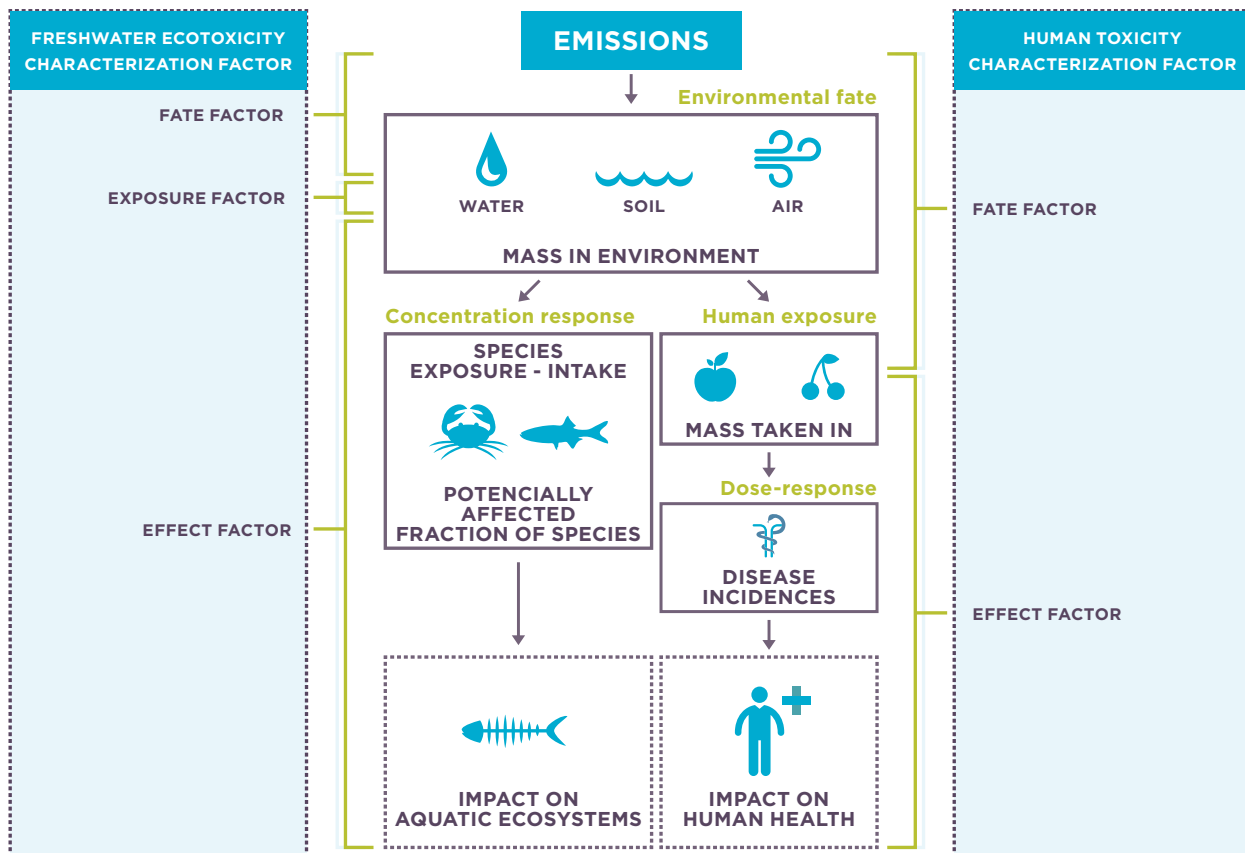 FRESHWATER ECOTOXICITY
CHARACTERIZATION FACTOR
FATE FACTOR
EXPOSURE FACTOR
EFFECT FACTOR
EMISSIONS
Environmental fate
WATER
SOIL
AIR
MASS IN ENVIRONMENT
Concentration response
SPECIES
EXPOSURE - INTAKE
POTENCIALLY
AFFECTED
FRACTION OF SPECIES
Human exposure
MASS TAKEN IN
Dose-response
DISEASE
INCIDENCES
IMPACT ON
AQUATIC ECOSYSTEMS
IMPACT ON
HUMAN HEALTH
HUMAN TOXICITY
CHARACTERIZATION FACTOR
FATE FACTOR
EFFECT FACTOR